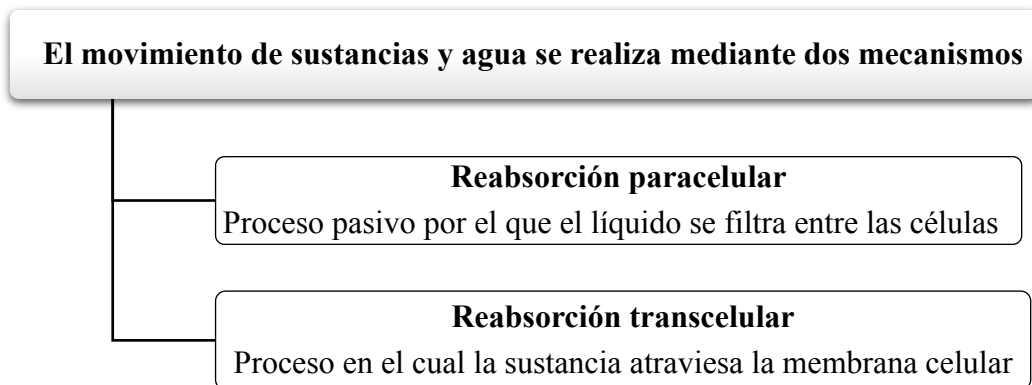 El movimiento de sustancias y agua se realiza mediante dos mecanismos
Reabsorción paracelular
Proceso pasivo por el que el líquido se filtra entre las células
Reabsorción transcelular
Proceso en el cual la sustancia atraviesa la membrana celular